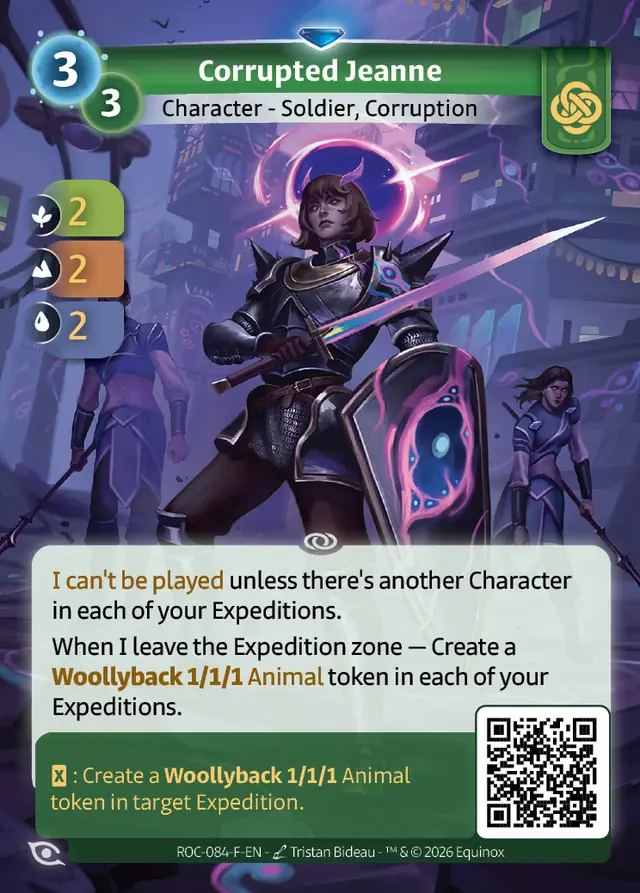 3
Corrupted Jeanne
3
Character - Soldier, Corruption
2
2
2
I can't be played unless there's another Character
in each of your Expeditions.
When I leave the Expedition zone — Create a
Woollyback 1/1/1 Animal token in each of your
Expeditions.
X : Create a Woollyback 1/1/1 Animal
token in target Expedition.
ROC-084-F-EN - Tristan Bideau - ™ & © 2026 Equinox